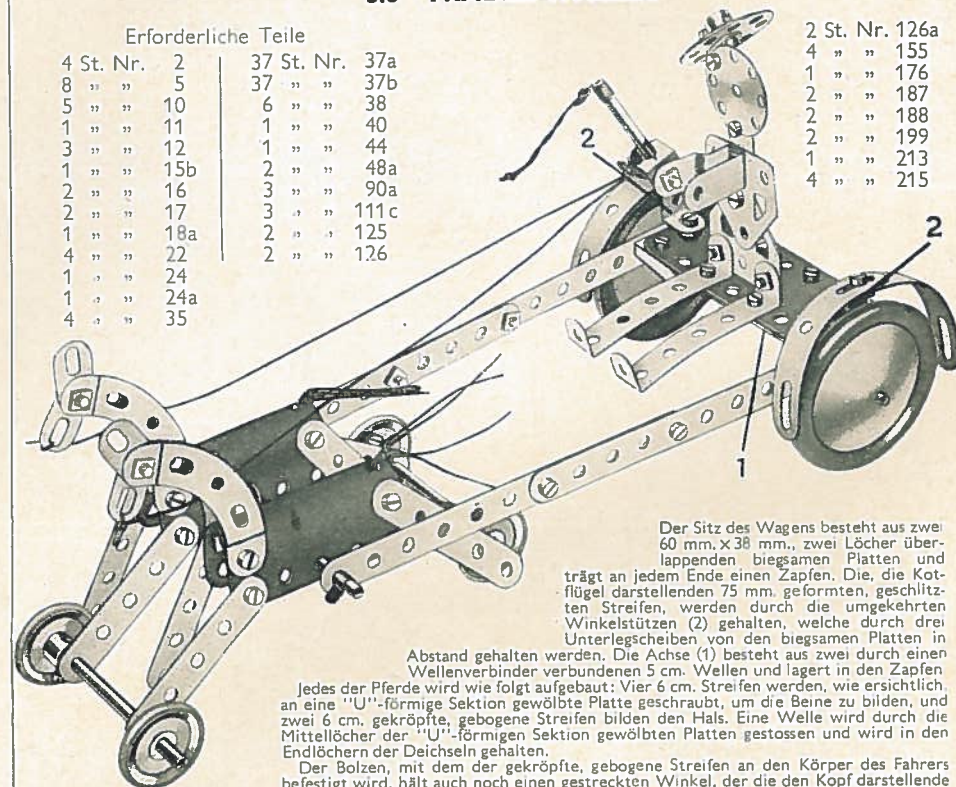 Erforderliche Teile
4 St. Nr. 2
8 „ „ 5
5 „ „ 10
1 „ „ 11
3 „ „ 12
1 „ „ 15b
2 „ „ 16
2 „ „ 17
1 „ „ 18a
4 „ „ 22
1 „ „ 24
1 „ „ 24a
4 „ „ 35
37 St. Nr. 37a
37 „ „ 37b
6 „ „ 38
1 „ „ 40
1 „ „ 44
2 „ „ 48a
3 „ „ 90a
3 „ „ 111c
2 „ „ 125
2 „ „ 126
2 St. Nr. 126a
4 „ „ 155
1 „ „ 176
2 „ „ 187
2 „ „ 188
2 „ „ 199
1 „ „ 213
4 „ „ 215
2
2
1
Der Sitz des Wagens besteht aus zwei
60 mm. x 38 mm., zwei Löcher über-
lappenden biegsamen Platten und
trägt an jedem Ende einen Zapfen. Die, die Kot-
flügel darstellenden 75 mm. geformten, geschlitz-
ten Streifen, werden durch die umgekehrten
Winkelstützen (2) gehalten, welche durch drei
Unterlegscheiben von den biegsamen Platten in
Abstand gehalten werden. Die Achse (1) besteht aus zwei durch einen
Wellenverbinder verbundenen 5 cm. Wellen und lagert in den Zapfen
Jedes der Pferde wird wie folgt aufgebaut: Vier 6 cm. Streifen werden, wie ersichtlich
an eine "U"-förmige Sektion gewölbte Platte geschraubt, um die Beine zu bilden, und
zwei 6 cm. gekröpfte, gebogene Streifen bilden den Hals. Eine Welle wird durch die
Mittellöcher der "U"-förmigen Sektion gewölbten Platten gestossen und wird in den
Endlöchern der Deichseln gehalten.
Der Bolzen, mit dem der gekröpfte, gebogene Streifen an den Körper des Fahrers
befestigt wird, hält auch noch einen gestreckten Winkel, der die den Kopf darstellende